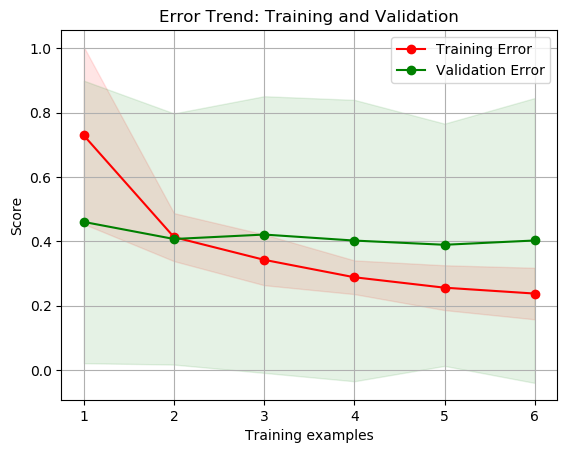 Error Trend: Training and Validation
Training Error
Validation Error
Score
1.0
0.8
0.6
0.4
0.2
0.0
1 2 3 4 5 6
Training examples